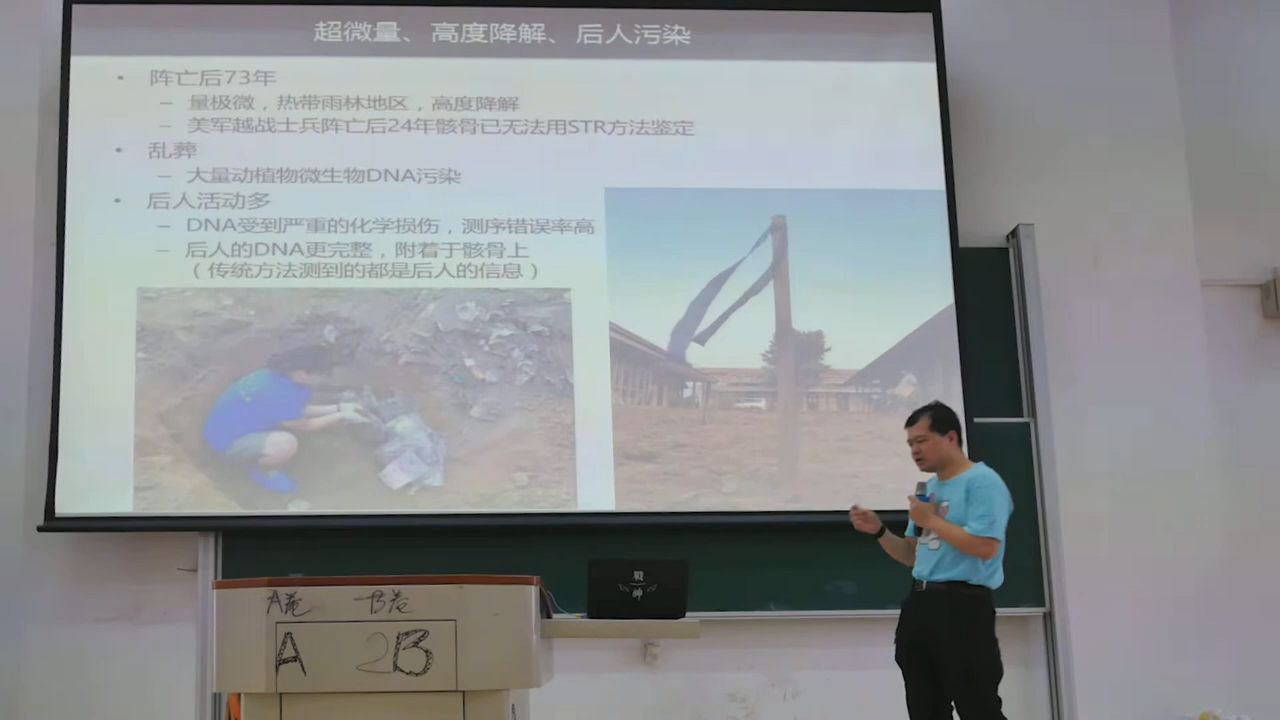 超微量、高度降解、后人污染
• 阵亡后73年
– 量极微，热带雨林地区，高度降解
– 美军越战士兵阵亡后24年骸骨已无法用STR方法鉴定
• 乱葬
– 大量动植物微生物DNA污染
• 后人活动多
– DNA受到严重的化学损伤，测序错误率高
– 后人的DNA更完整，附着于骸骨上
（传统方法测到的都是后人的信息）
戰
神
A卷 B卷
A 2B